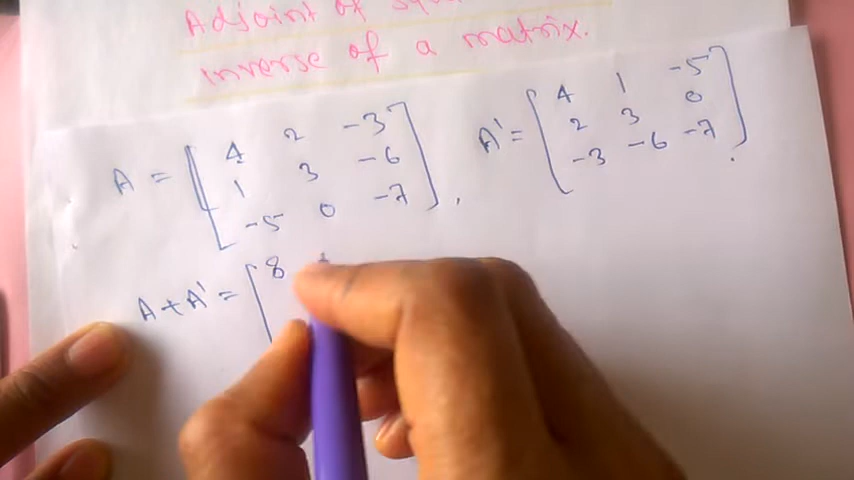 Adjoint of
inverse of a matrix.
A = [ 4 2 -3
1 3 -6
-5 0 -7 ] ,
A' = [ 4 1 -5
2 3 0
-3 -6 -7 ] .
A + A' = [ 8